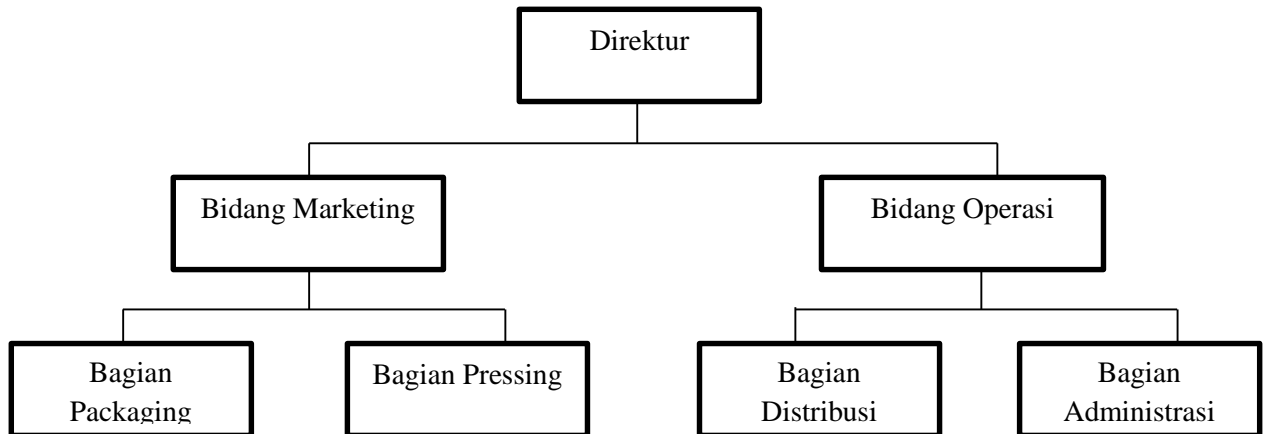 Direktur
Bidang Marketing
Bidang Operasi
Bagian
Packaging
Bagian Pressing
Bagian
Distribusi
Bagian
Administrasi